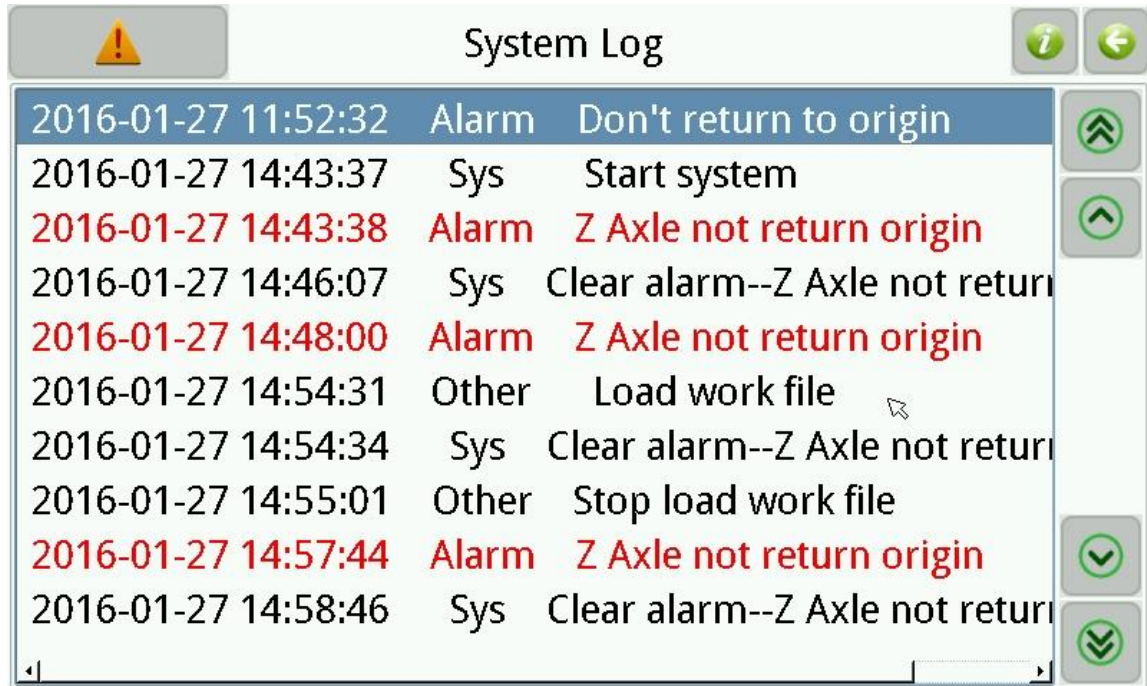 System Log
2016-01-27 11:52:32 Alarm Don't return to origin
2016-01-27 14:43:37 Sys Start system
2016-01-27 14:43:38 Alarm Z Axle not return origin
2016-01-27 14:46:07 Sys Clear alarm--Z Axle not return
2016-01-27 14:48:00 Alarm Z Axle not return origin
2016-01-27 14:54:31 Other Load work file
2016-01-27 14:54:34 Sys Clear alarm--Z Axle not return
2016-01-27 14:55:01 Other Stop load work file
2016-01-27 14:57:44 Alarm Z Axle not return origin
2016-01-27 14:58:46 Sys Clear alarm--Z Axle not return